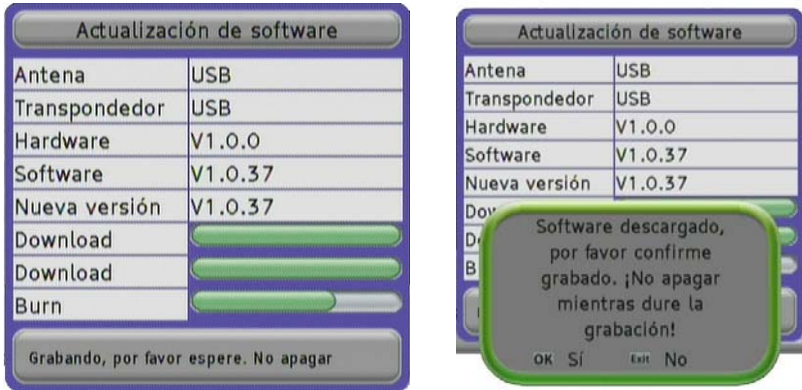 Actualización de software
Antena USB
Transpondedor USB
Hardware V1.0.0
Software V1.0.37
Nueva versión V1.0.37
Download
Download
Burn
Grabando, por favor espere. No apagar
Actualización de software
Antena USB
Transpondedor USB
Hardware V1.0.0
Software V1.0.37
Nueva versión V1.0.37
Software descargado,
por favor confirme
grabado. ¡No apagar
mientras dure la
grabación!
OK Sí Exit No